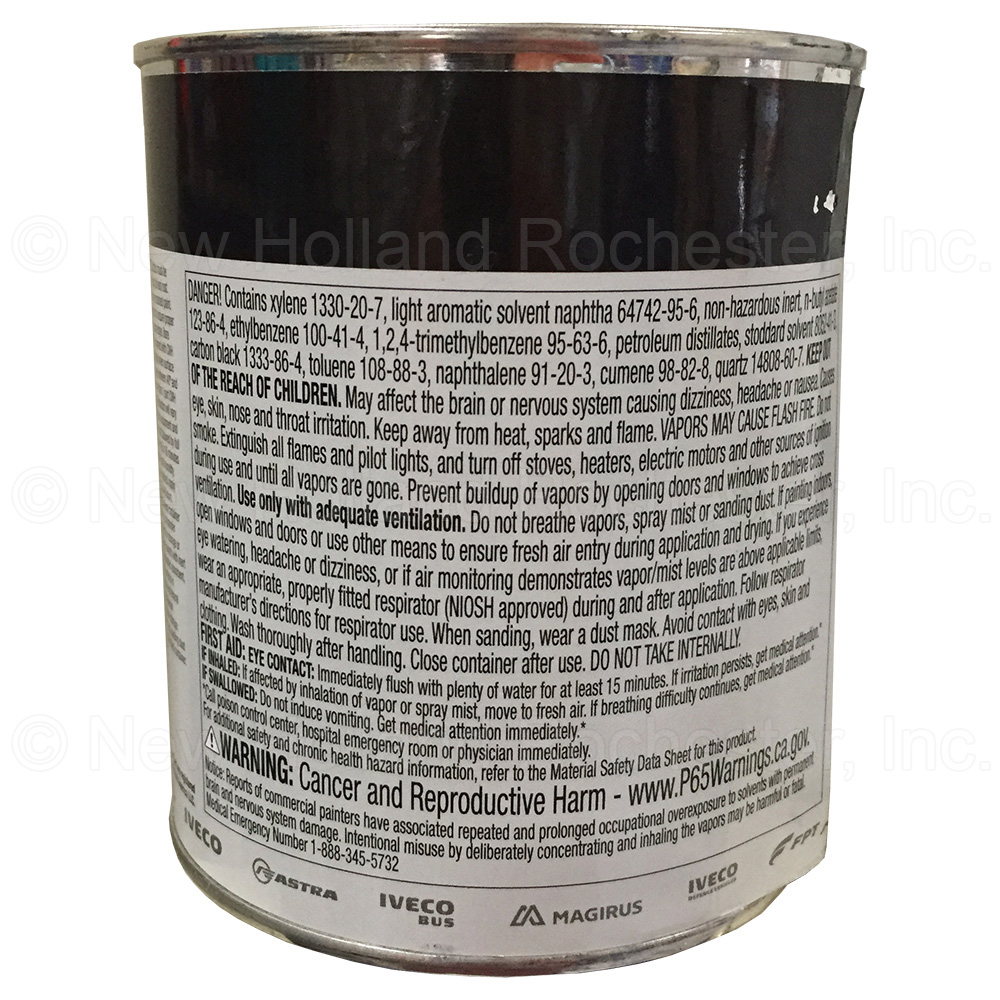 © New Holland Rochester, Inc.
DANGER! Contains xylene 1330-20-7, light aromatic solvent naphtha 64742-95-6, non-hazardous inert, n-butyl acetate
123-86-4, ethylbenzene 100-41-4, 1,2,4-trimethylbenzene 95-63-6, petroleum distillates, stoddard solvent
carbon black 1333-86-4, toluene 108-88-3, naphthalene 91-20-3, cumene 98-82-8, quartz 14808-60-7. KEEP OUT
OF THE REACH OF CHILDREN. May affect the brain or nervous system causing dizziness, headache or nausea. Causes
eye, skin, nose and throat irritation. Keep away from heat, sparks and flame. VAPORS MAY CAUSE FLASH FIRE. Do not
smoke. Extinguish all flames and pilot lights, and turn off stoves, heaters, electric motors and other sources of ignition
during use and until all vapors are gone. Prevent buildup of vapors by opening doors and windows to achieve cross
ventilation. Use only with adequate ventilation. Do not breathe vapors, spray mist or sanding dust. If painting indoors,
open windows and doors or use other means to ensure fresh air entry during application and drying. If you experience
eye watering, headache or dizziness, or if air monitoring demonstrates vapor/mist levels are above applicable limits,
wear an appropriate, properly fitted respirator (NIOSH approved) during and after application. Follow respirator
manufacturer's directions for respirator use. When sanding, wear a dust mask. Avoid contact with eyes, skin and
clothing. Wash thoroughly after handling. Close container after use. DO NOT TAKE INTERNALLY.
FIRST AID: EYE CONTACT: Immediately flush with plenty of water for at least 15 minutes. If irritation persists, get medical attention.*
IF INHALED: If affected by inhalation of vapor or spray mist, move to fresh air. If breathing difficulty continues, get medical attention.*
IF SWALLOWED: Do not induce vomiting. Get medical attention immediately.*
*Call poison control center, hospital emergency room or physician immediately.
For additional safety and chronic health hazard information, refer to the Material Safety Data Sheet for this product.
WARNING: Cancer and Reproductive Harm - www.P65Warnings.ca.gov.
Notice: Reports of commercial painters have associated repeated and prolonged occupational overexposure to solvents with permanent
brain and nervous system damage. Intentional misuse by deliberately concentrating and inhaling the vapors may be harmful or fatal.
Medical Emergency Number 1-888-345-5732
IVECO
ASTRA
IVECO
BUS
MAGIRUS
IVECO
DEFENCE VEHICLES
FPT
© New Holland Rochester, Inc.
© New Holland Rochester, Inc.